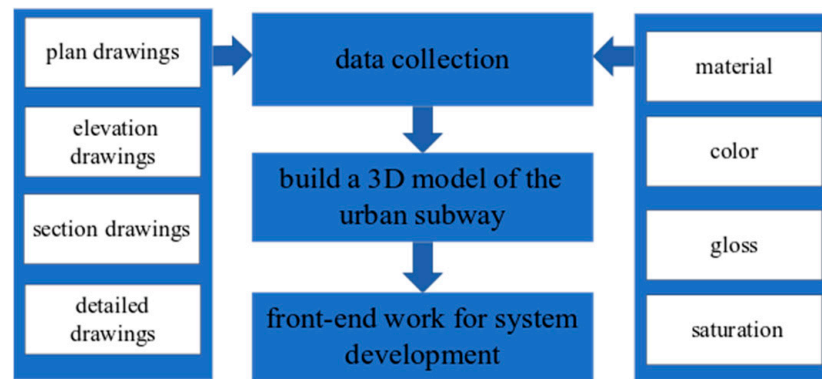 plan drawings
elevation
drawings
section drawings
detailed
drawings
data collection
build a 3D model of the
urban subway
front-end work for system
development
material
color
gloss
saturation